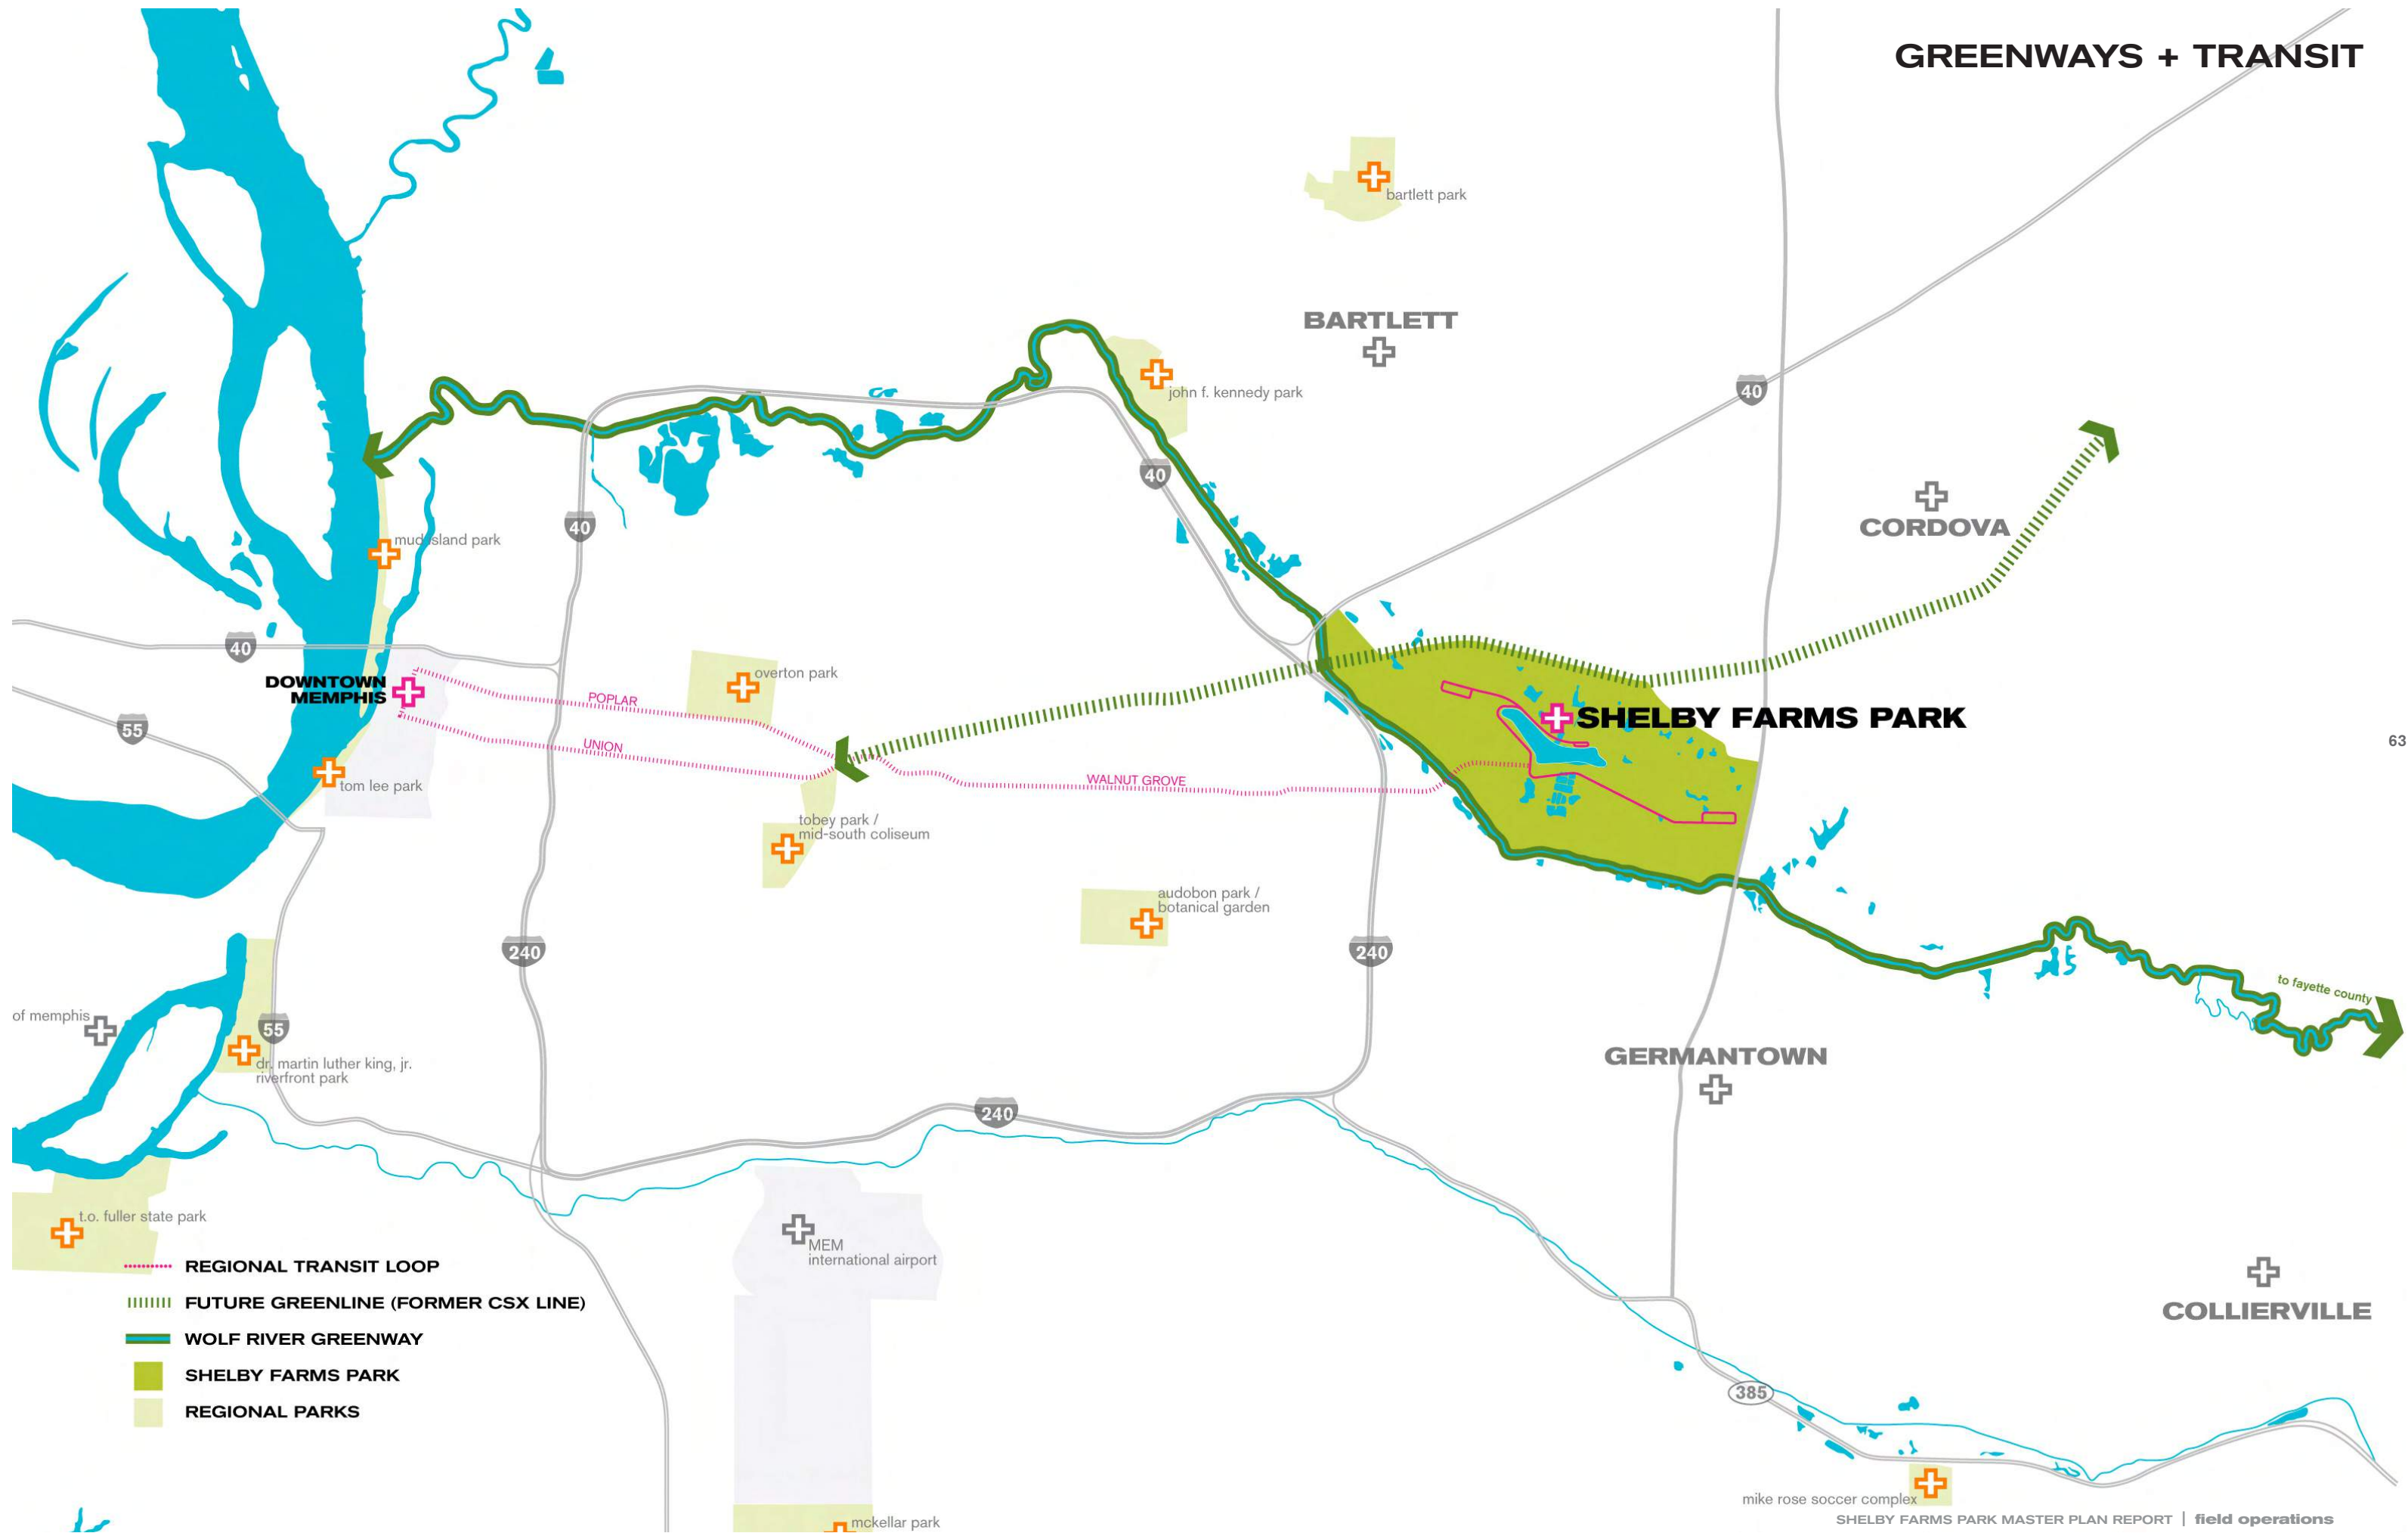 GREENWAYS + TRANSIT
bartlett park
BARTLETT
john f. kennedy park
40
40
CORDOVA
40
mud island park
40
overton park
DOWNTOWN
MEMPHIS
POPLAR
SHELBY FARMS PARK
55
UNION
63
tom lee park
WALNUT GROVE
tobey park /
mid-south coliseum
audobon park /
botanical garden
240
240
to fayette county
of memphis
55
dr. martin luther king, jr.
riverfront park
GERMANTOWN
240
t.o. fuller state park
MEM
international airport
REGIONAL TRANSIT LOOP
FUTURE GREENLINE (FORMER CSX LINE)
COLLIERVILLE
WOLF RIVER GREENWAY
SHELBY FARMS PARK
385
REGIONAL PARKS
mike rose soccer complex
mckellar park
SHELBY FARMS PARK MASTER PLAN REPORT | field operations